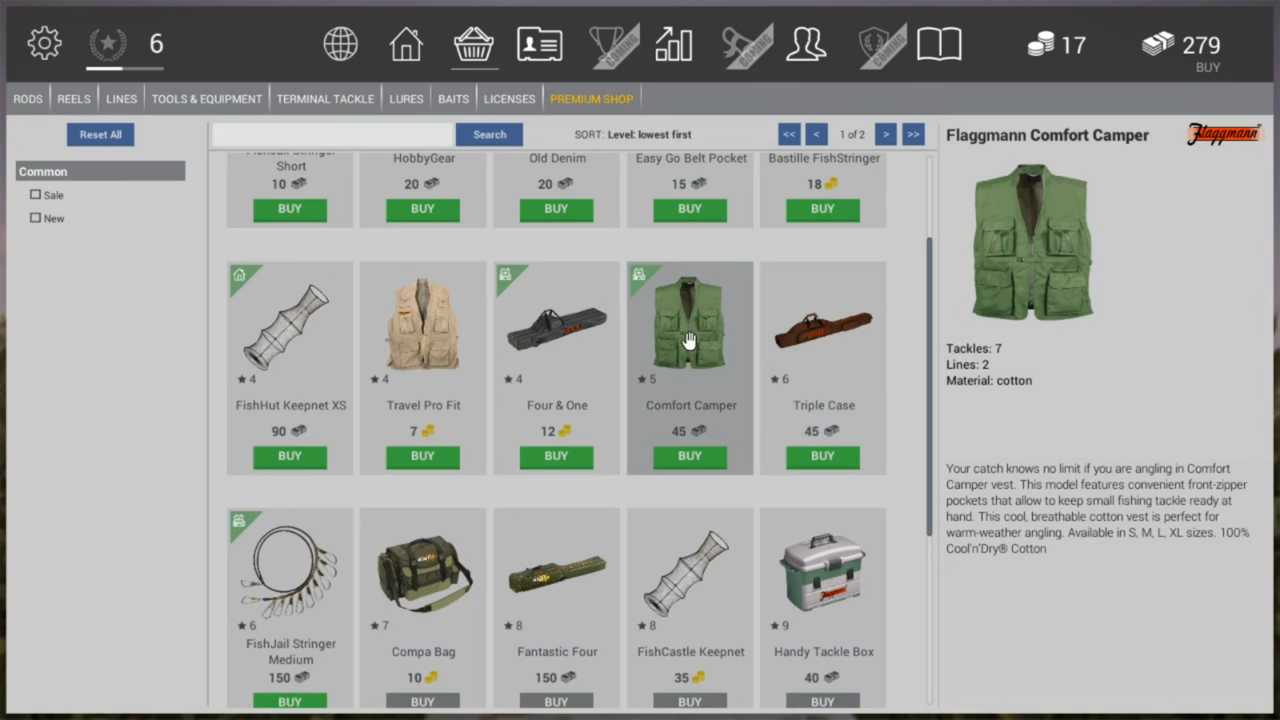 6
COMING
COMING
COMING
17
279
BUY
RODS
REELS
LINES
TOOLS & EQUIPMENT
TERMINAL TACKLE
LURES
BAITS
LICENSES
PREMIUM SHOP
Reset All
Search
SORT: Level: lowest first
<<
<
1 of 2
>
>>
Common
Sale
New
Short
10
BUY
HobbyGear
20
BUY
Old Denim
20
BUY
Easy Go Belt Pocket
15
BUY
Bastille FishStringer
18
BUY
4
FishHut Keepnet XS
90
BUY
4
Travel Pro Fit
7
BUY
4
Four & One
12
BUY
5
Comfort Camper
45
BUY
6
Triple Case
45
BUY
6
FishJail Stringer
Medium
150
BUY
7
Compa Bag
10
BUY
8
Fantastic Four
150
BUY
8
FishCastle Keepnet
35
BUY
Flaggmann
9
Handy Tackle Box
40
BUY
Flaggmann Comfort Camper
Flaggmann
Tackles: 7
Lines: 2
Material: cotton
Your catch knows no limit if you are angling in Comfort
Camper vest. This model features convenient front-zipper
pockets that allow to keep small fishing tackle ready at
hand. This cool, breathable cotton vest is perfect for
warm-weather angling. Available in S, M, L, XL sizes. 100%
Cool'n'Dry® Cotton